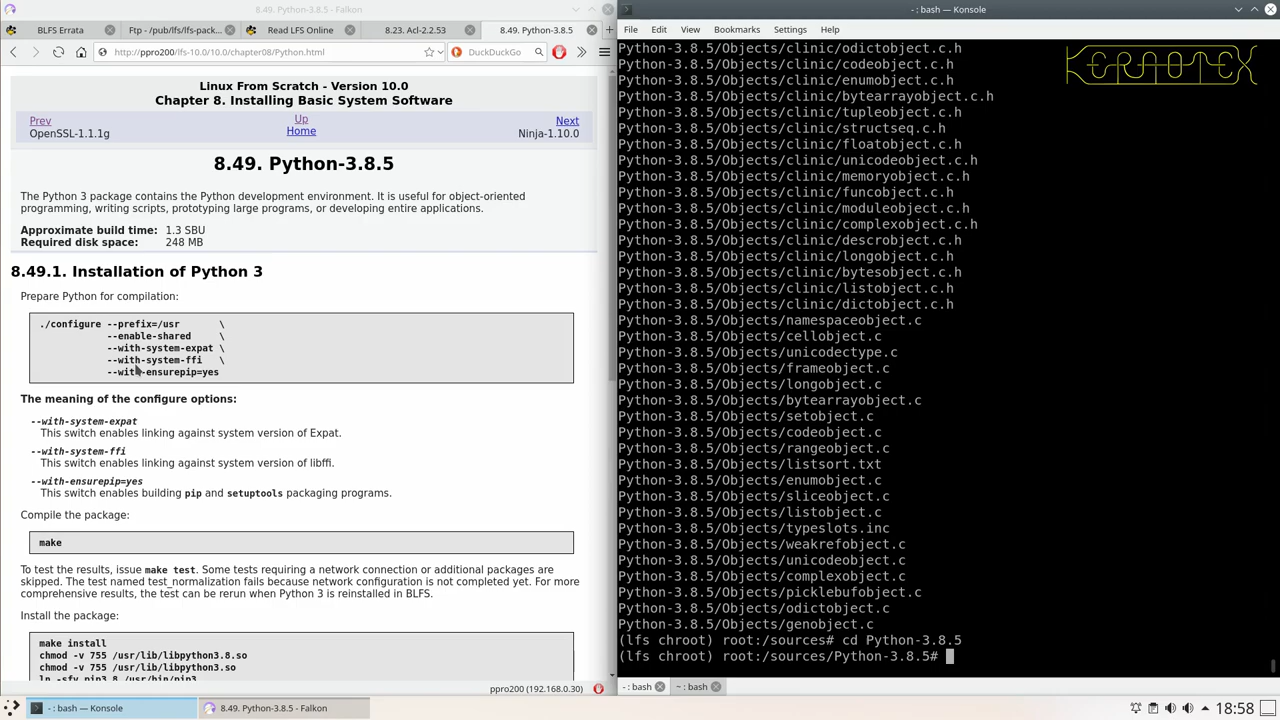 8.49. Python-3.8.5 - Falkon
BLFS Errata
Ftp - /pub/lfs/lfs-pack
Read LFS Online
8.23. Acl-2.2.53
8.49. Python-3.8.5
http://ppro200/lfs-10.0/10.0/chapter08/Python.html
DuckDuckGo
Linux From Scratch - Version 10.0
Chapter 8. Installing Basic System Software
Prev
Up
Next
OpenSSL-1.1.1g
Home
Ninja-1.10.0
8.49. Python-3.8.5
The Python 3 package contains the Python development environment. It is useful for object-oriented
programming, writing scripts, prototyping large programs, or developing entire applications.
Approximate build time: 1.3 SBU
Required disk space: 248 MB
8.49.1. Installation of Python 3
Prepare Python for compilation:
./configure --prefix=/usr \
--enable-shared \
--with-system-expat \
--with-system-ffi \
--with-ensurepip=yes
The meaning of the configure options:
--with-system-expat
This switch enables linking against system version of Expat.
--with-system-ffi
This switch enables linking against system version of libffi.
--with-ensurepip=yes
This switch enables building pip and setuptools packaging programs.
Compile the package:
make
To test the results, issue make test. Some tests requiring a network connection or additional packages are
skipped. The test named test_normalization fails because network configuration is not completed yet. For more
comprehensive results, the test can be rerun when Python 3 is reinstalled in BLFS.
Install the package:
make install
chmod -v 755 /usr/lib/libpython3.8.so
chmod -v 755 /usr/lib/libpython3.so
ln -sfv pip3.8 /usr/bin/pip3
ppro200 (192.168.0.30)
- : bash — Konsole
File Edit View Bookmarks Settings Help
KERNOTEX
Python-3.8.5/Objects/clinic/odictobject.c.h
Python-3.8.5/Objects/clinic/codeobject.c.h
Python-3.8.5/Objects/clinic/enumobject.c.h
Python-3.8.5/Objects/clinic/bytearrayobject.c.h
Python-3.8.5/Objects/clinic/tupleobject.c.h
Python-3.8.5/Objects/clinic/structseq.c.h
Python-3.8.5/Objects/clinic/floatobject.c.h
Python-3.8.5/Objects/clinic/unicodeobject.c.h
Python-3.8.5/Objects/clinic/memoryobject.c.h
Python-3.8.5/Objects/clinic/funcobject.c.h
Python-3.8.5/Objects/clinic/moduleobject.c.h
Python-3.8.5/Objects/clinic/complexobject.c.h
Python-3.8.5/Objects/clinic/descrobject.c.h
Python-3.8.5/Objects/clinic/longobject.c.h
Python-3.8.5/Objects/clinic/bytesobject.c.h
Python-3.8.5/Objects/clinic/listobject.c.h
Python-3.8.5/Objects/clinic/dictobject.c.h
Python-3.8.5/Objects/namespaceobject.c
Python-3.8.5/Objects/cellobject.c
Python-3.8.5/Objects/unicodectype.c
Python-3.8.5/Objects/frameobject.c
Python-3.8.5/Objects/longobject.c
Python-3.8.5/Objects/bytearrayobject.c
Python-3.8.5/Objects/setobject.c
Python-3.8.5/Objects/codeobject.c
Python-3.8.5/Objects/rangeobject.c
Python-3.8.5/Objects/listsort.txt
Python-3.8.5/Objects/enumobject.c
Python-3.8.5/Objects/sliceobject.c
Python-3.8.5/Objects/listobject.c
Python-3.8.5/Objects/typeslots.inc
Python-3.8.5/Objects/weakrefobject.c
Python-3.8.5/Objects/unicodeobject.c
Python-3.8.5/Objects/complexobject.c
Python-3.8.5/Objects/picklebufobject.c
Python-3.8.5/Objects/odictobject.c
Python-3.8.5/Objects/genobject.c
(lfs chroot) root:/sources# cd Python-3.8.5
(lfs chroot) root:/sources/Python-3.8.5#
- : bash
~ : bash
- : bash — Konsole
8.49. Python-3.8.5 - Falkon
18:58